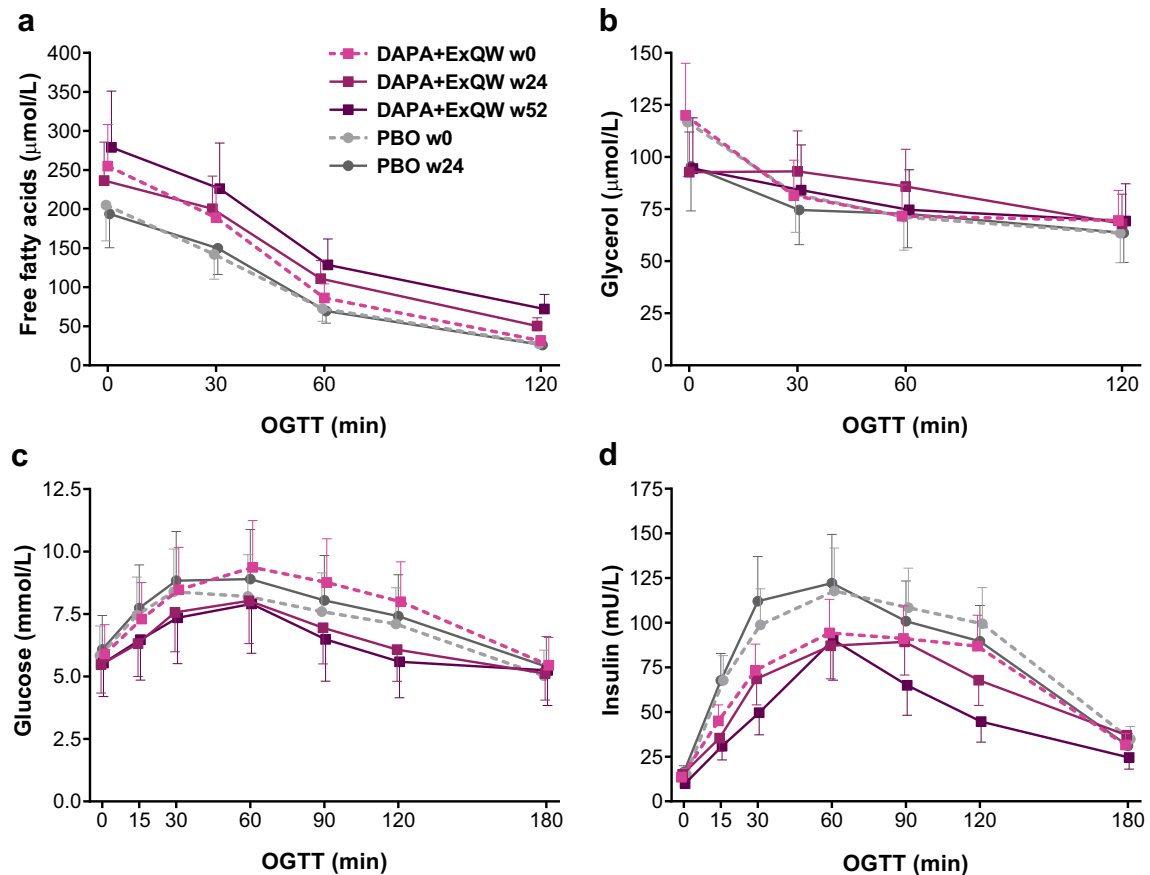 a
Free fatty acids (μmol/L)
400
350
300
250
200
150
100
50
0
0 30 60 120
OGTT (min)
DAPA+ExQW w0
DAPA+ExQW w24
DAPA+ExQW w52
PBO w0
PBO w24
b
Glycerol (μmol/L)
150
125
100
75
50
25
0
0 30 60 120
OGTT (min)
c
Glucose (mmol/L)
12.5
10.0
7.5
5.0
2.5
0.0
0 15 30 60 90 120 180
OGTT (min)
d
Insulin (mU/L)
175
150
125
100
75
50
25
0
0 15 30 60 90 120 180
OGTT (min)